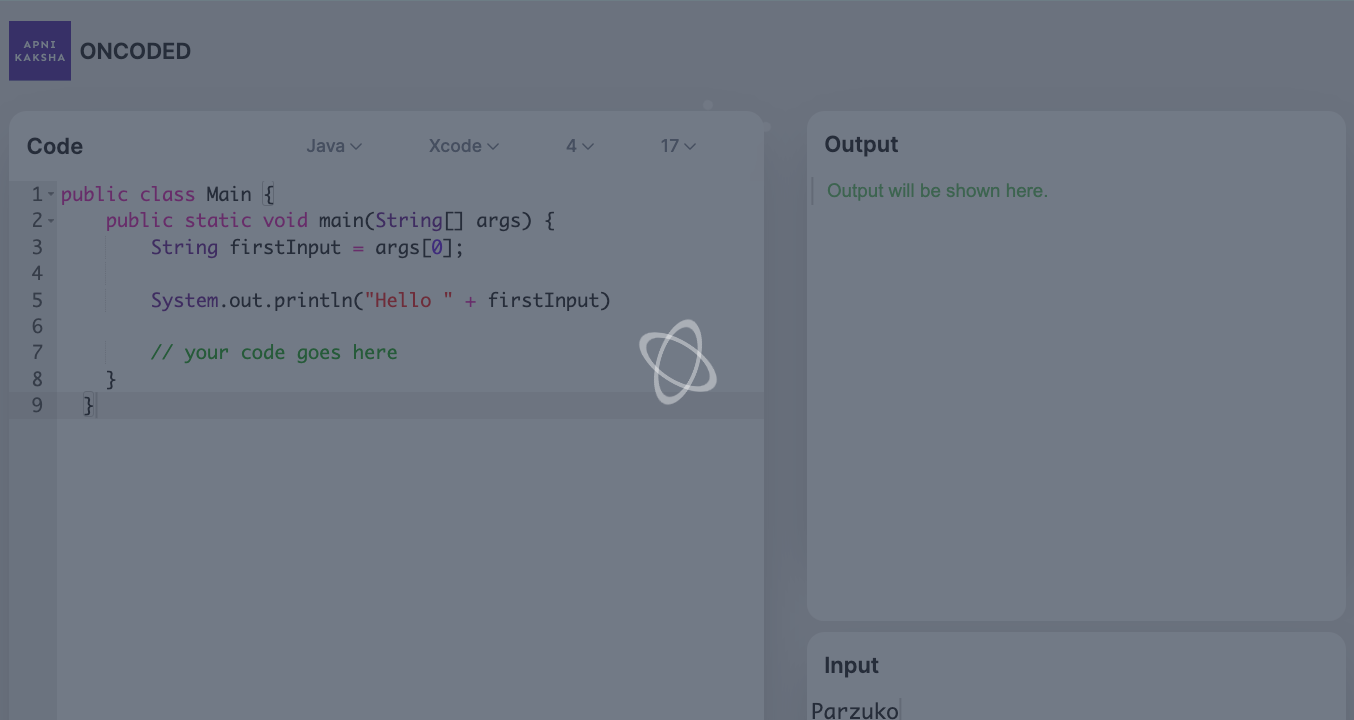 APNI
KAKSHA
ONCODED
Code
Java
Xcode
4
17
1 public class Main {
2 public static void main(String[] args) {
3 String firstInput = args[0];
4
5 System.out.println("Hello " + firstInput)
6
7 // your code goes here
8 }
9 }
Output
Output will be shown here.
Input
Parzuko